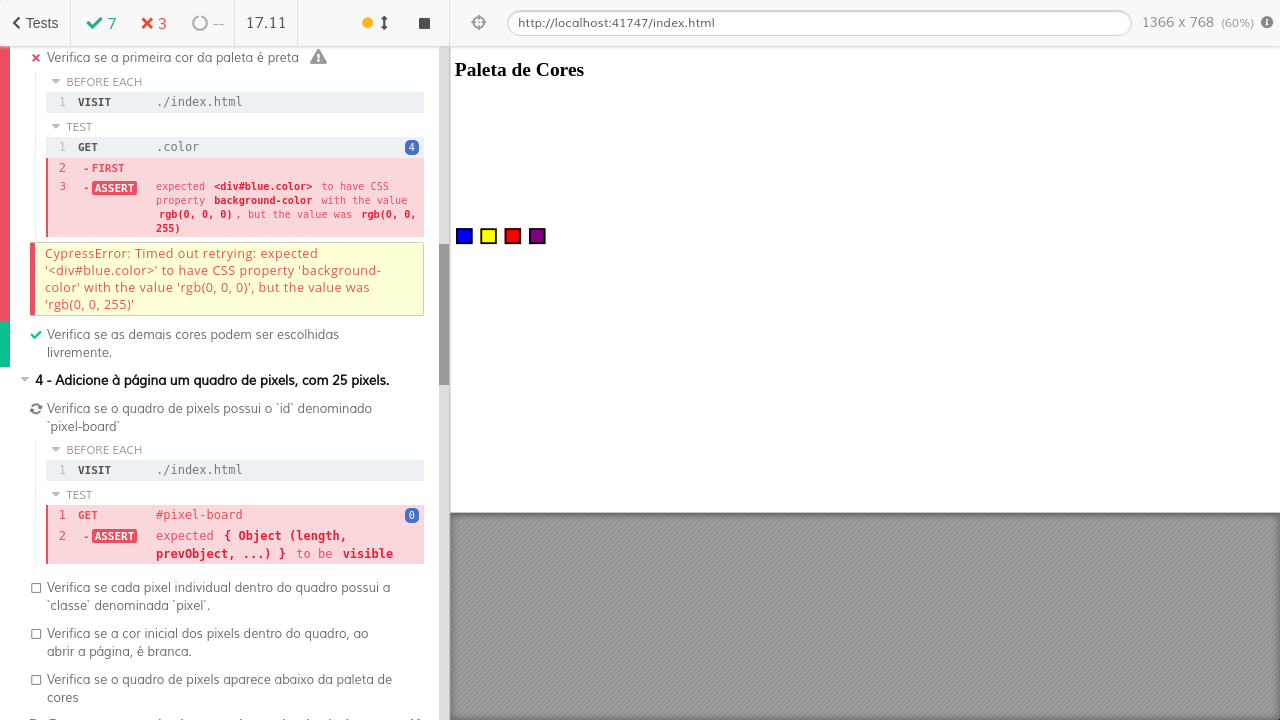 Tests 7 3 -- 17.11 http://localhost:41747/index.html 1366 x 768 (60%)
Verifica se a primeira cor da paleta é preta
BEFORE EACH
1 VISIT ./index.html
TEST
1 GET .color 4
2 - FIRST
3 - ASSERT expected <div#blue.color> to have CSS
property background-color with the value
rgb(0, 0, 0) , but the value was rgb(0, 0,
255)
CypressError: Timed out retrying: expected
'<div#blue.color>' to have CSS property 'background-
color' with the value 'rgb(0, 0, 0)', but the value was
'rgb(0, 0, 255)'
Verifica se as demais cores podem ser escolhidas
livremente.
4 - Adicione à página um quadro de pixels, com 25 pixels.
Verifica se o quadro de pixels possui o `id` denominado
`pixel-board`
BEFORE EACH
1 VISIT ./index.html
TEST
1 GET #pixel-board 0
2 - ASSERT expected { Object (length,
prevObject, ...) } to be visible
Verifica se cada pixel individual dentro do quadro possui a
`classe` denominada `pixel`.
Verifica se a cor inicial dos pixels dentro do quadro, ao
abrir a página, é branca.
Verifica se o quadro de pixels aparece abaixo da paleta de
cores
Paleta de Cores